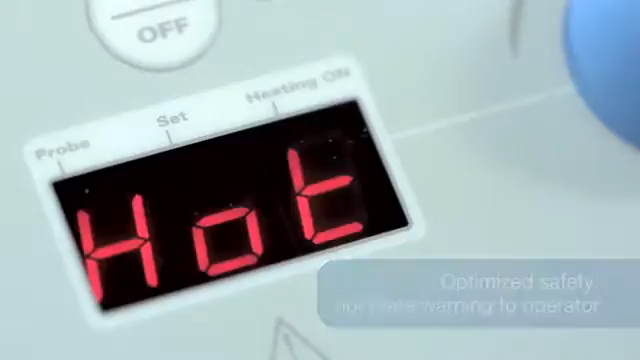 OFF
Probe Set Heating ON
Hot
Optimized safety
hot plate warning to operator